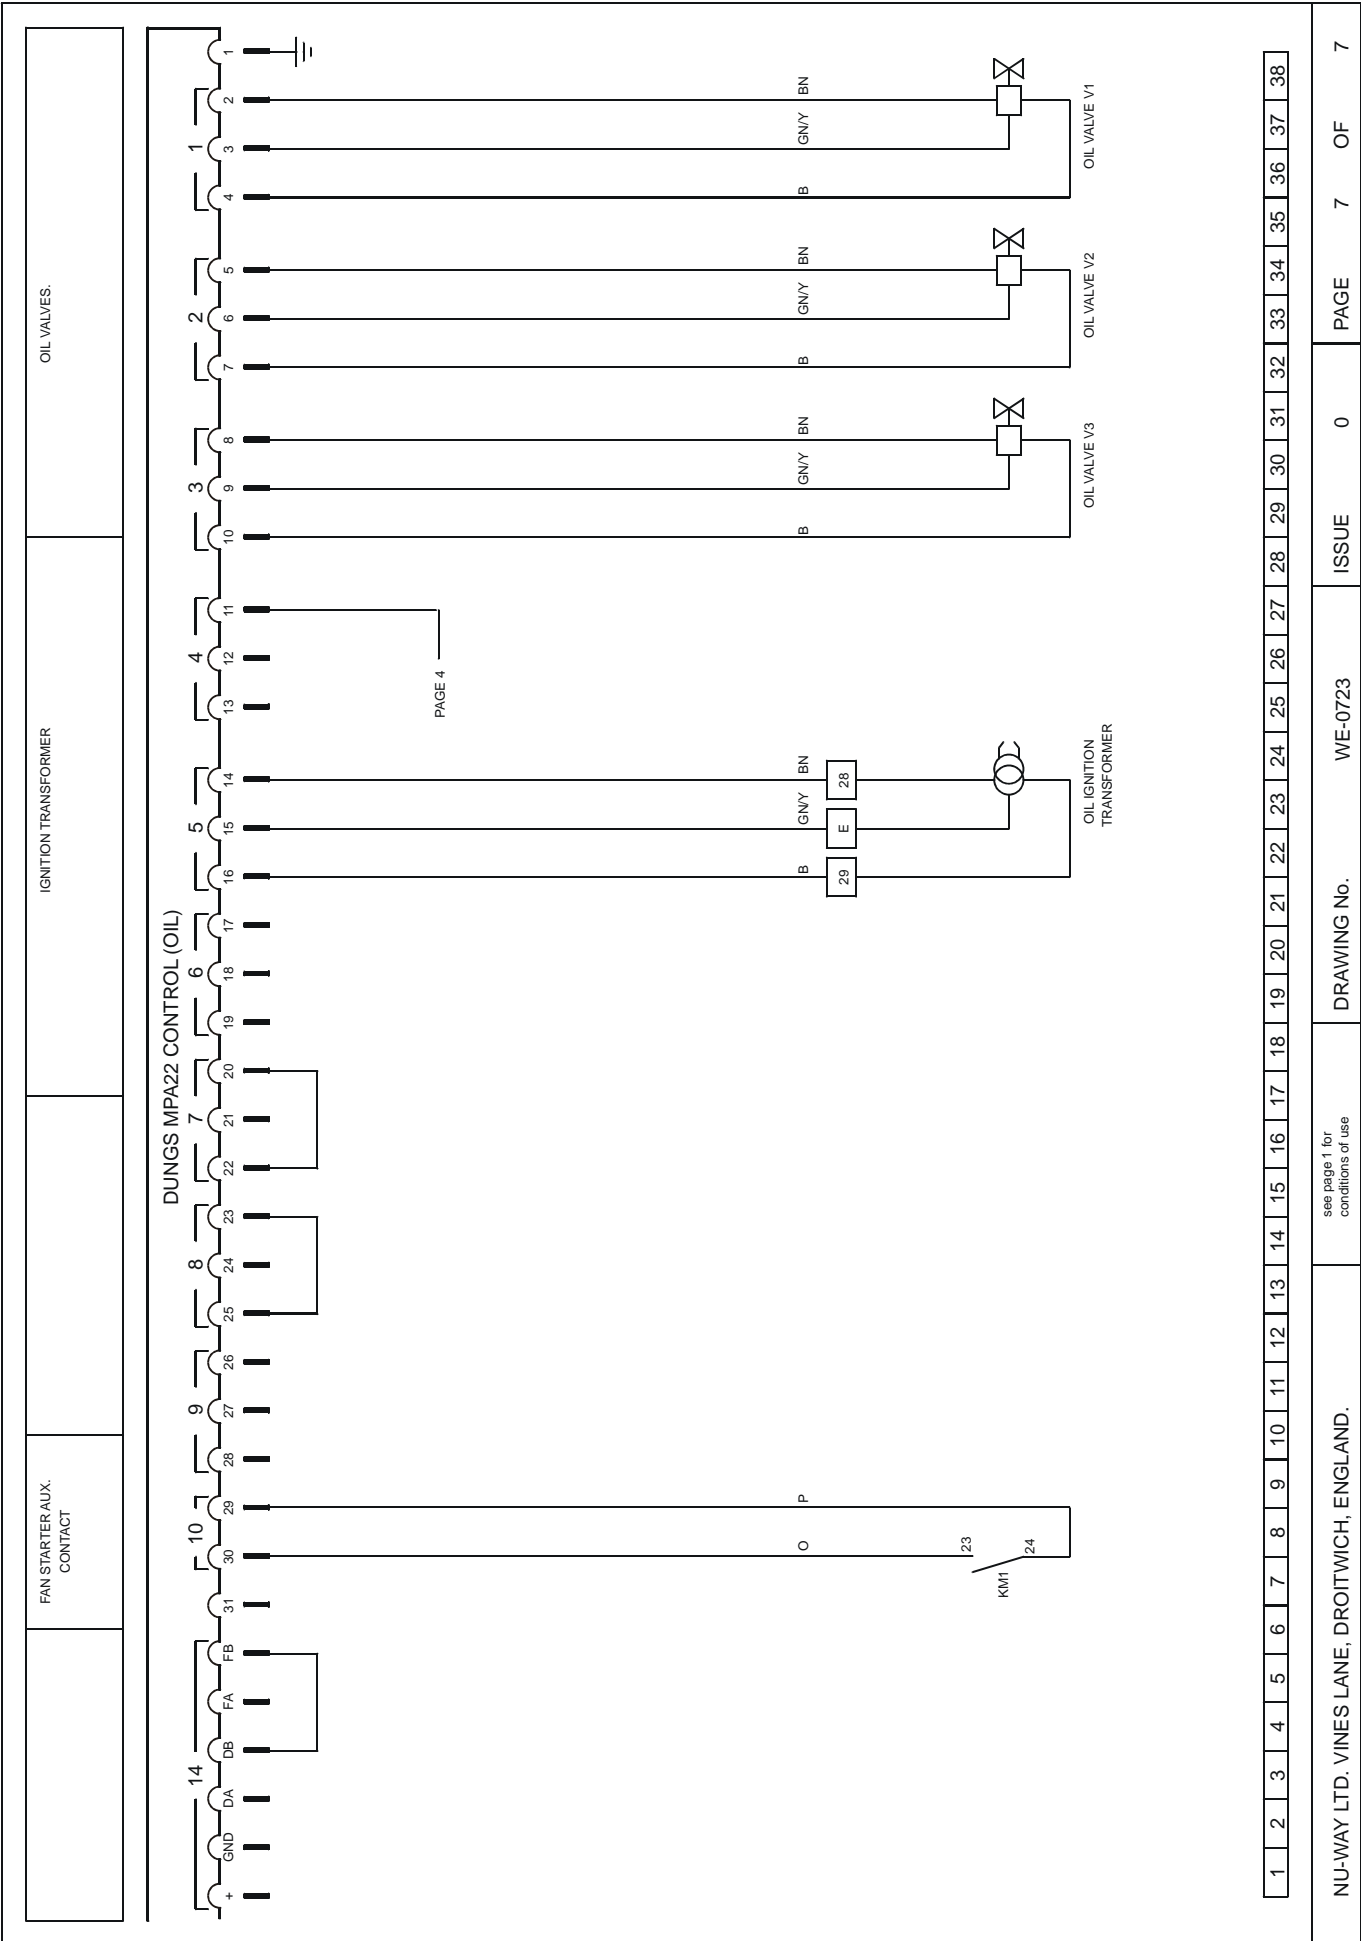 FAN STARTER AUX.
CONTACT
IGNITION TRANSFORMER
OIL VALVES.
DUNGS MPA22 CONTROL (OIL)
14 10 9 8 7 6 5 4 3 2 1
+ GND DA DB FA FB 31 30 29 28 27 26 25 24 23 22 21 20 19 18 17 16 15 14 13 12 11 10 9 8 7 6 5 4 3 2 1
PAGE 4
O P B GN/Y BN B GN/Y BN B GN/Y BN B GN/Y BN
29 E 28
23
KM1
24
OIL IGNITION
TRANSFORMER
OIL VALVE V3
OIL VALVE V2
OIL VALVE V1
1 2 3 4 5 6 7 8 9 10 11 12 13 14 15 16 17 18 19 20 21 22 23 24 25 26 27 28 28 29 30 31 32 33 34 35 36 37 38
NU-WAY LTD. VINES LANE, DROITWICH, ENGLAND.
see page 1 for
conditions of use
DRAWING No. WE-0723
ISSUE 0
PAGE 7 OF 7